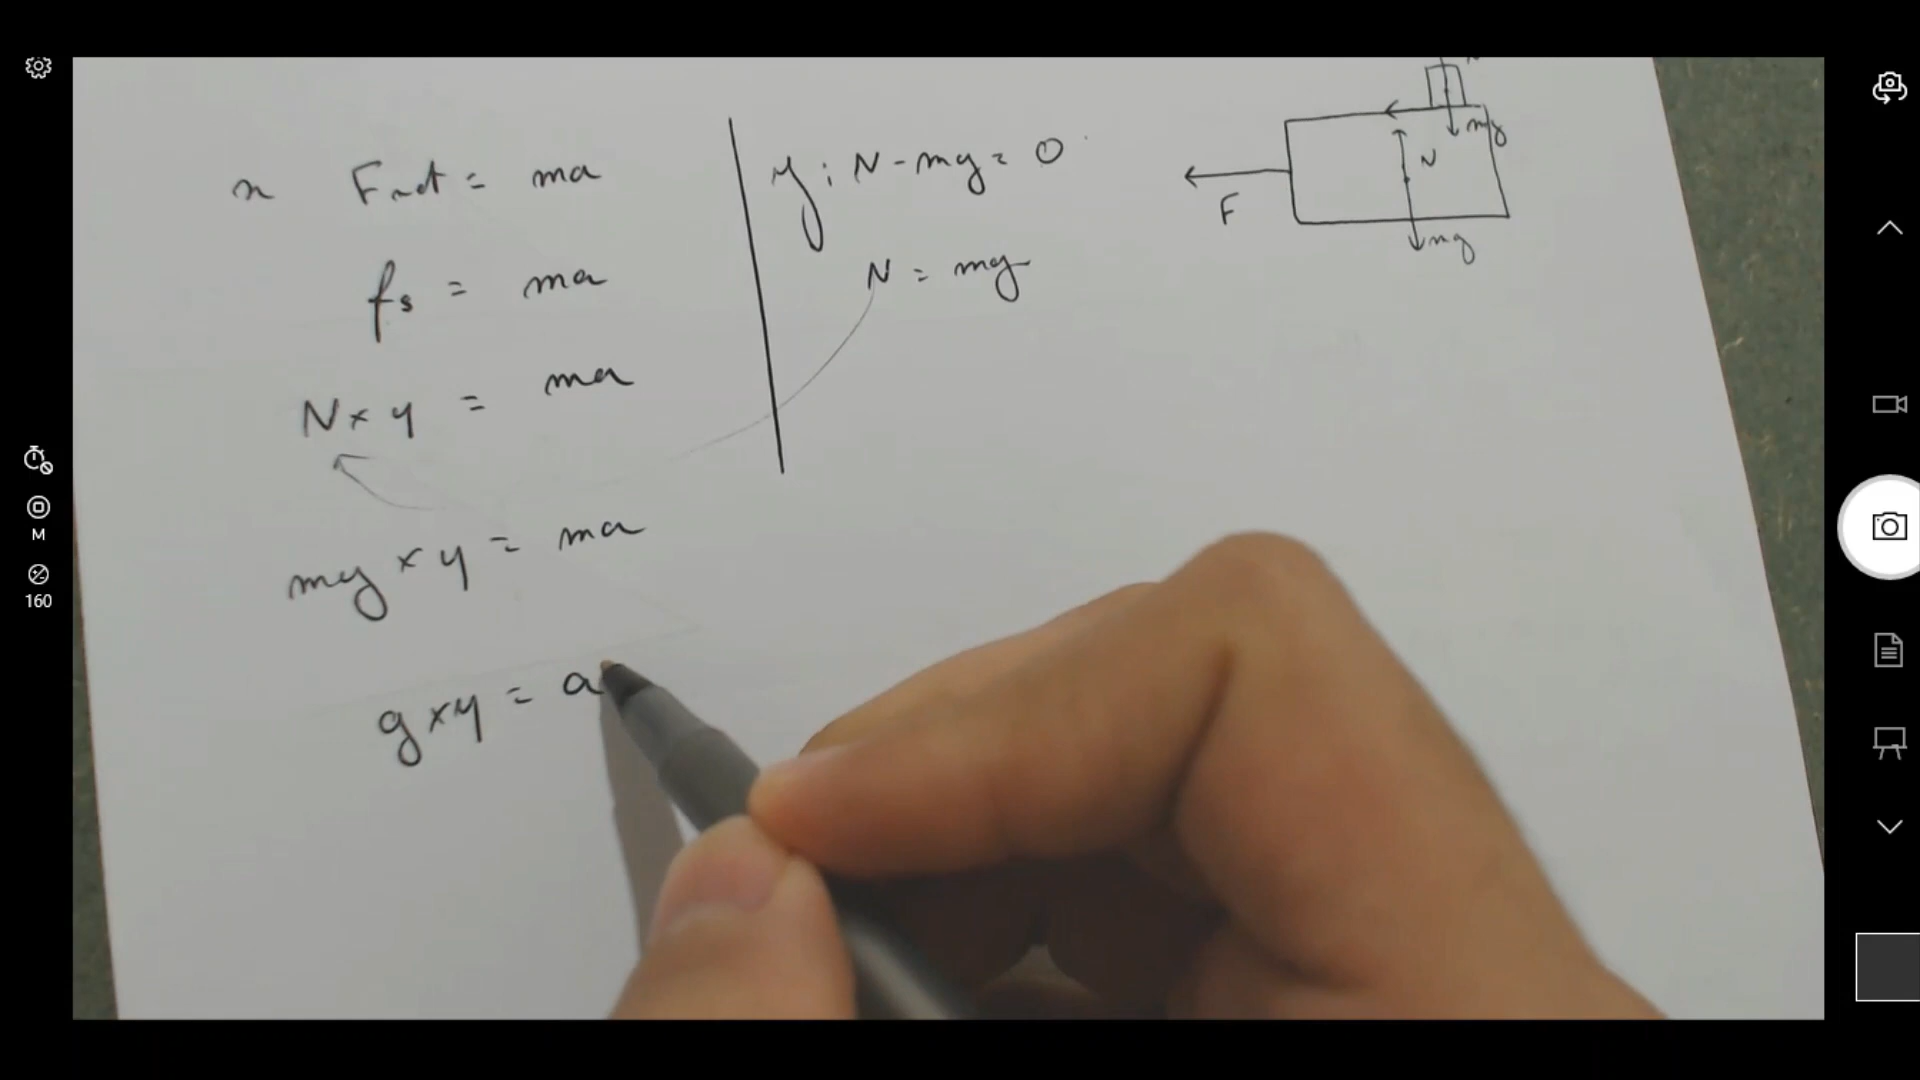 x Fnet = ma
fs = ma
N × y = ma
mg × y = ma
g × y = a
y: N - mg = 0
N = mg
mg
N
F
mg
M
160